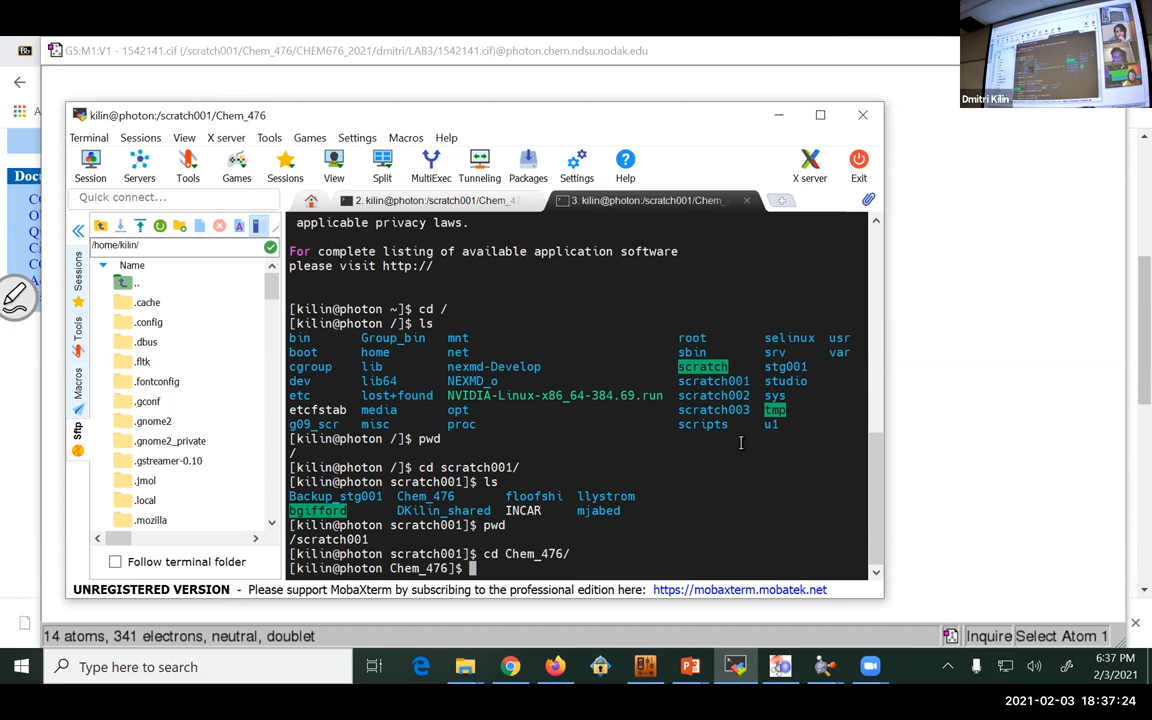 G5:M1:V1 - 1542141.cif (/scratch001/Chem_476/CHEM676_2021/dmitri/LAB3/1542141.cif)@photon.chem.ndsu.nodak.edu
Dmitri Kilin
kilin@photon:/scratch001/Chem_476
Terminal Sessions View X server Tools Games Settings Macros Help
Session Servers Tools Games Sessions View Split MultiExec Tunneling Packages Settings Help X server Exit
Quick connect...
2. kilin@photon:/scratch001/Chem_47
3. kilin@photon:/scratch001/Chem_
/home/kilin/
Name
..
.cache
.config
.dbus
.fltk
.fontconfig
.gconf
.gnome2
.gnome2_private
.gstreamer-0.10
.jmol
.local
.mozilla
Follow terminal folder
Sessions
Tools
Macros
Sftp
applicable privacy laws.
For complete listing of available application software
please visit http://
[kilin@photon ~]$ cd /
[kilin@photon /]$ ls
bin Group_bin mnt root selinux usr
boot home net sbin srv var
cgroup lib nexmd-Develop scratch stg001
dev lib64 NEXMD_o scratch001 studio
etc lost+found NVIDIA-Linux-x86_64-384.69.run scratch002 sys
etcfstab media opt scratch003 tmp
g09_scr misc proc scripts u1
[kilin@photon /]$ pwd
/
[kilin@photon /]$ cd scratch001/
[kilin@photon scratch001]$ ls
Backup_stg001 Chem_476 floofshi llystrom
bgifford DKilin_shared INCAR mjabed
[kilin@photon scratch001]$ pwd
/scratch001
[kilin@photon scratch001]$ cd Chem_476/
[kilin@photon Chem_476]$
UNREGISTERED VERSION - Please support MobaXterm by subscribing to the professional edition here: https://mobaxterm.mobatek.net
14 atoms, 341 electrons, neutral, doublet
Inquire Select Atom 1
Type here to search
6:37 PM
2/3/2021
2021-02-03 18:37:24